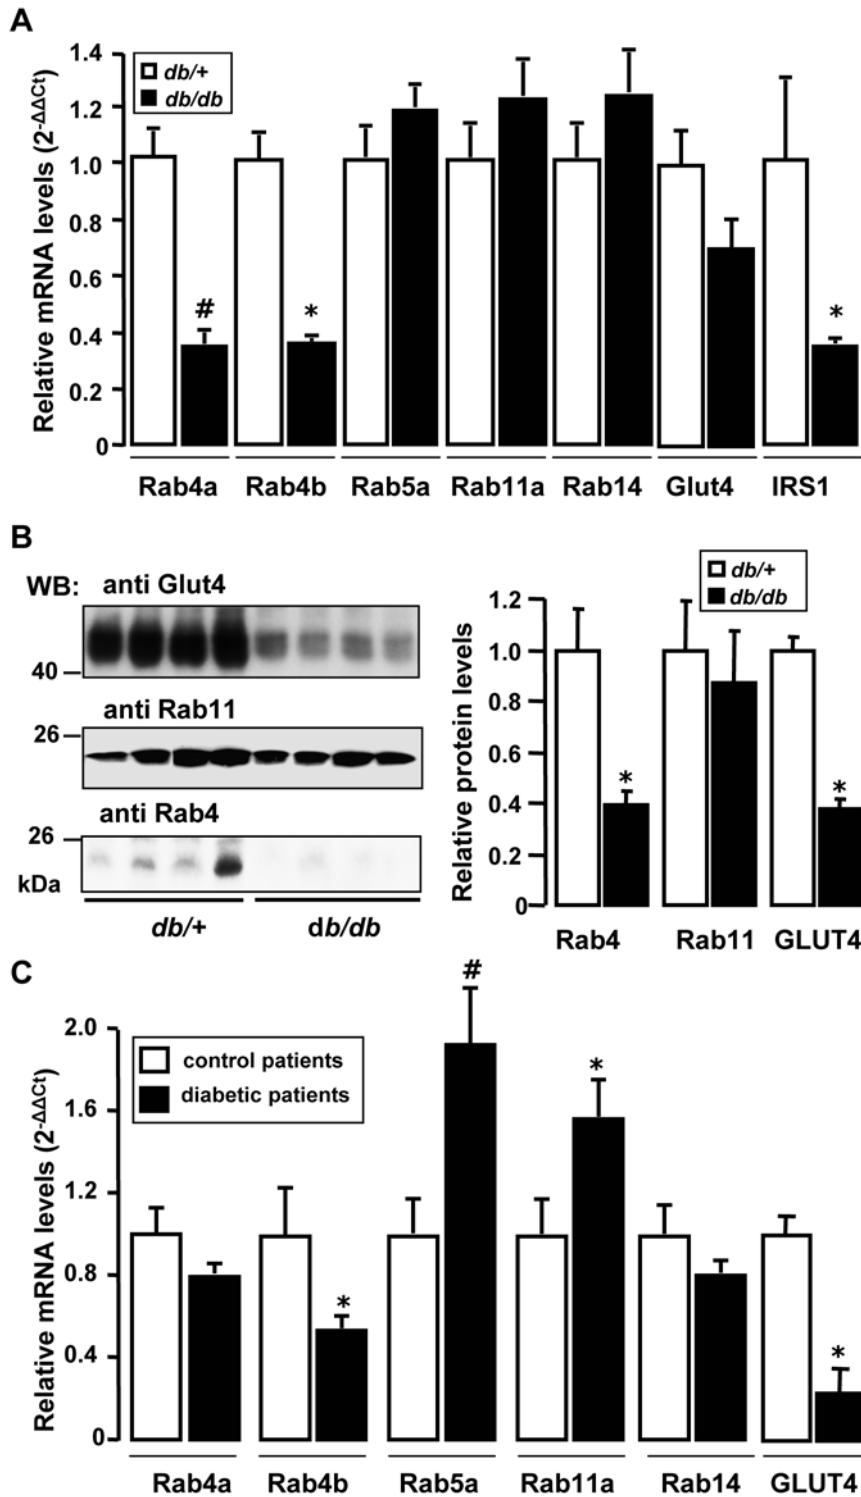 A
Relative mRNA levels (2-ΔΔCt)
1.4
1.2
1.0
0.8
0.6
0.4
0.2
0
db/+
db/db
#
*
*
Rab4a Rab4b Rab5a Rab11a Rab14 Glut4 IRS1
B
WB: anti Glut4
40
anti Rab11
26
anti Rab4
26
kDa
db/+ db/db
Relative protein levels
1.2
1.0
0.8
0.6
0.4
0.2
0
db/+
db/db
*
*
Rab4 Rab11 GLUT4
C
Relative mRNA levels (2-ΔΔCt)
2.0
1.6
1.2
0.8
0.4
0
control patients
diabetic patients
*
#
*
*
Rab4a Rab4b Rab5a Rab11a Rab14 GLUT4